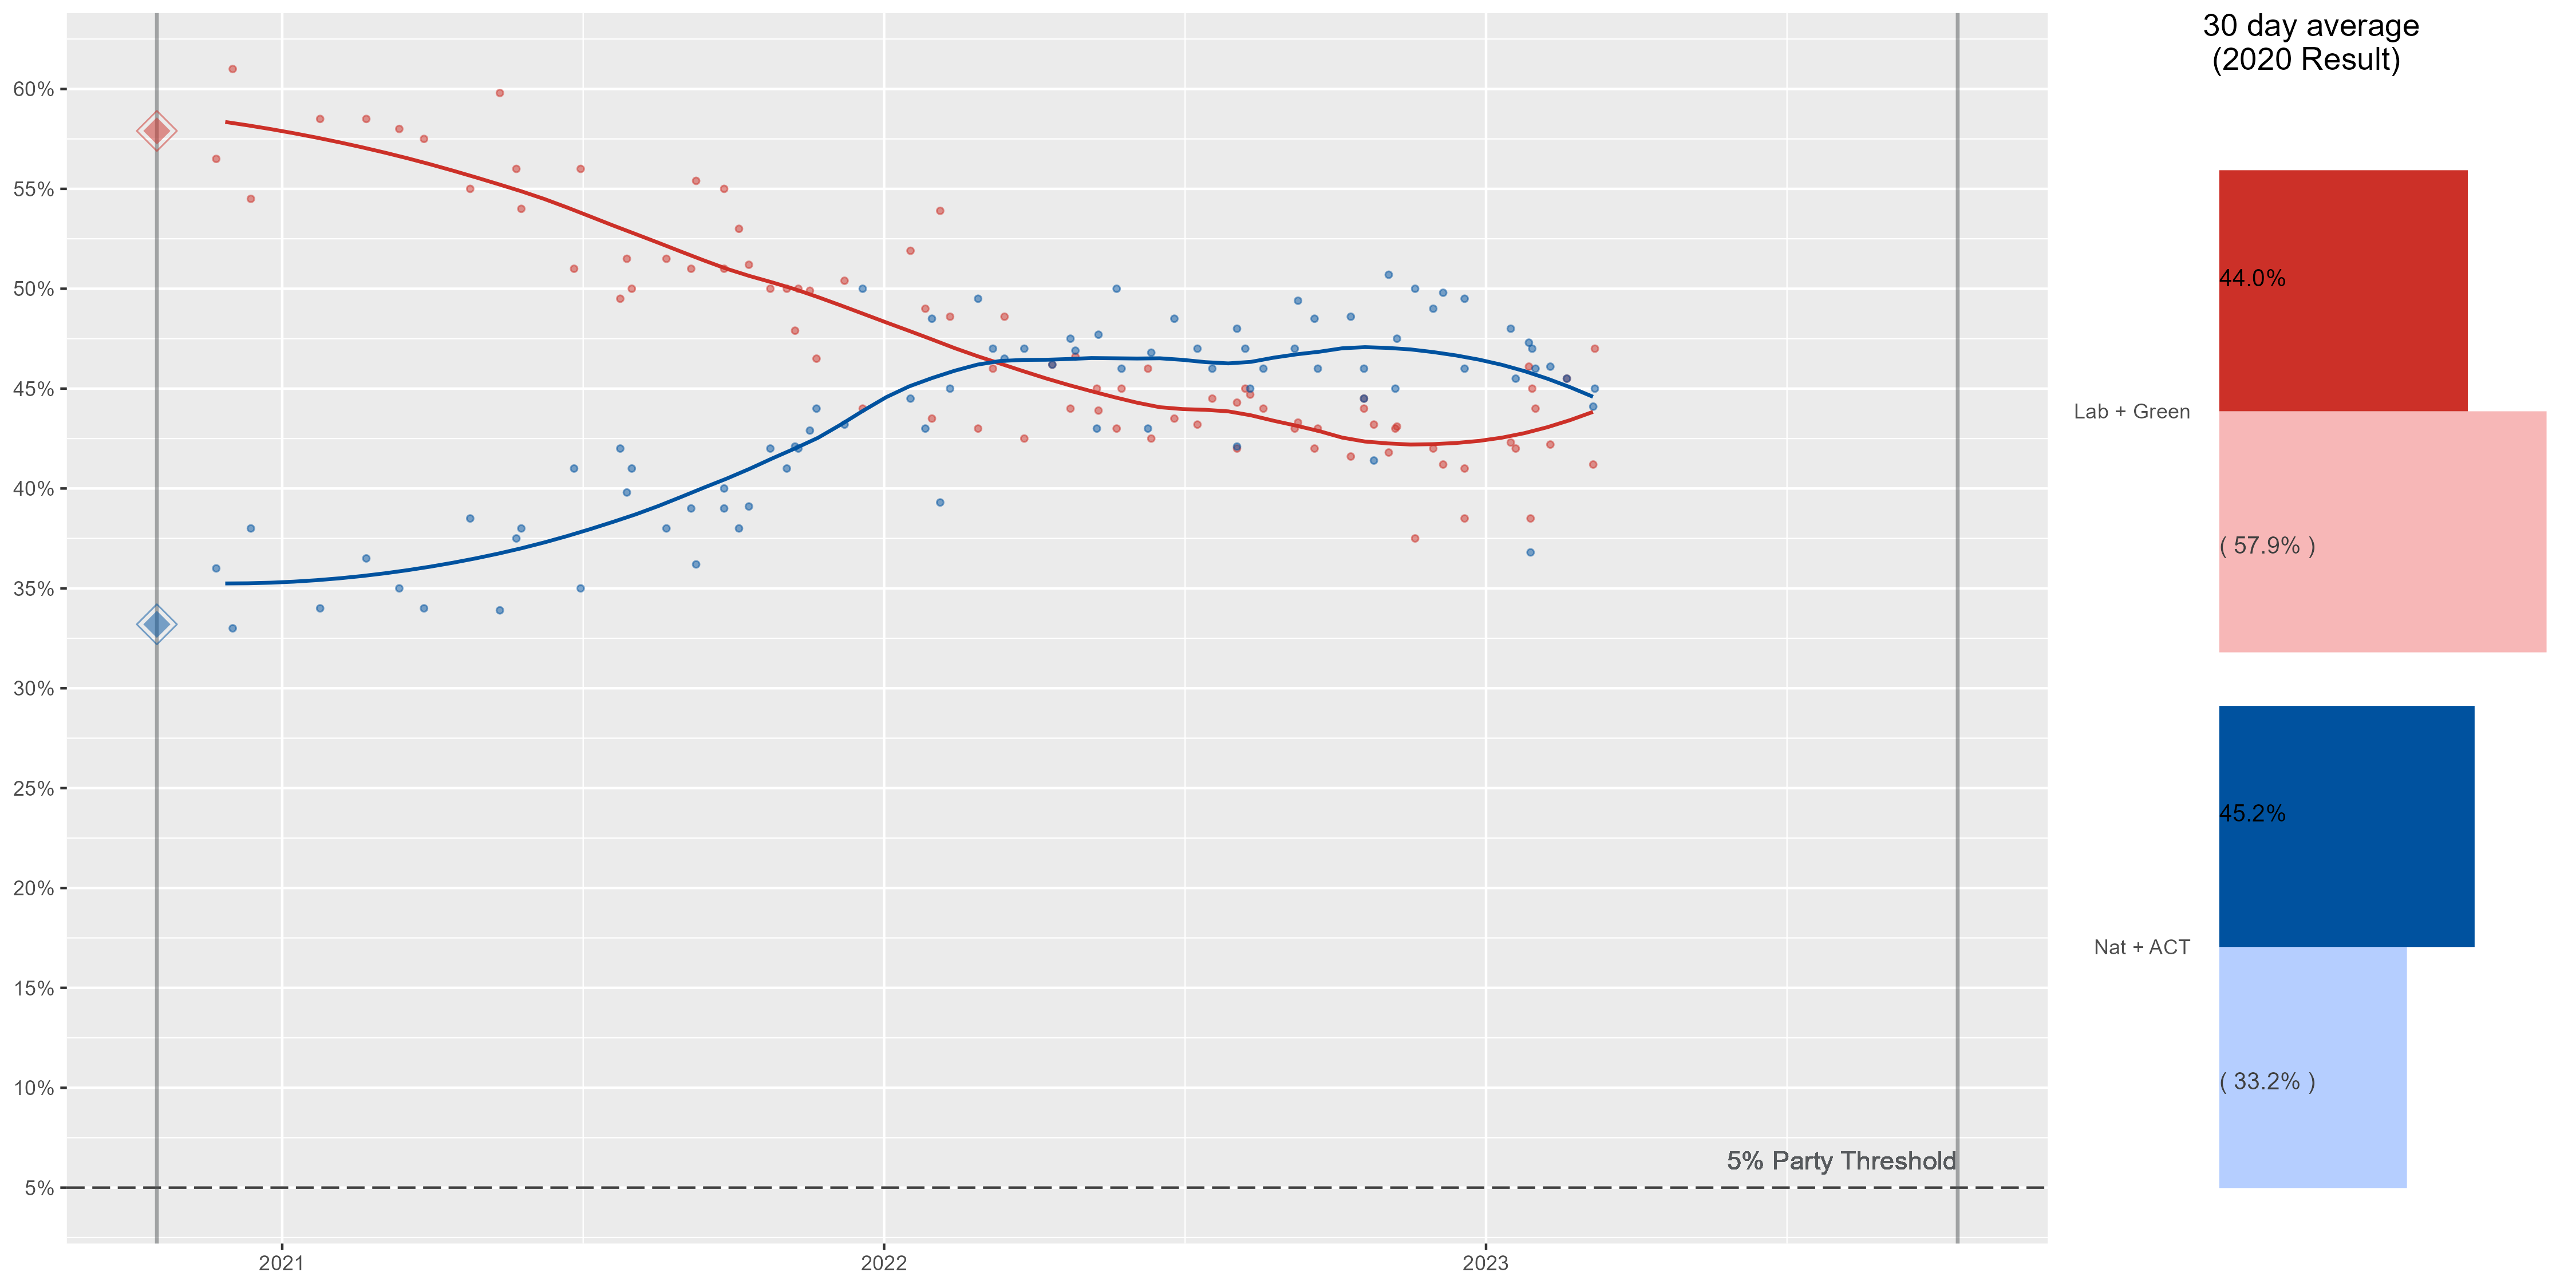 60%
55%
50%
45%
40%
35%
30%
25%
20%
15%
10%
5%
5% Party Threshold
2021
2022
2023
30 day average
(2020 Result)
Lab + Green
44.0%
( 57.9% )
Nat + ACT
45.2%
( 33.2% )